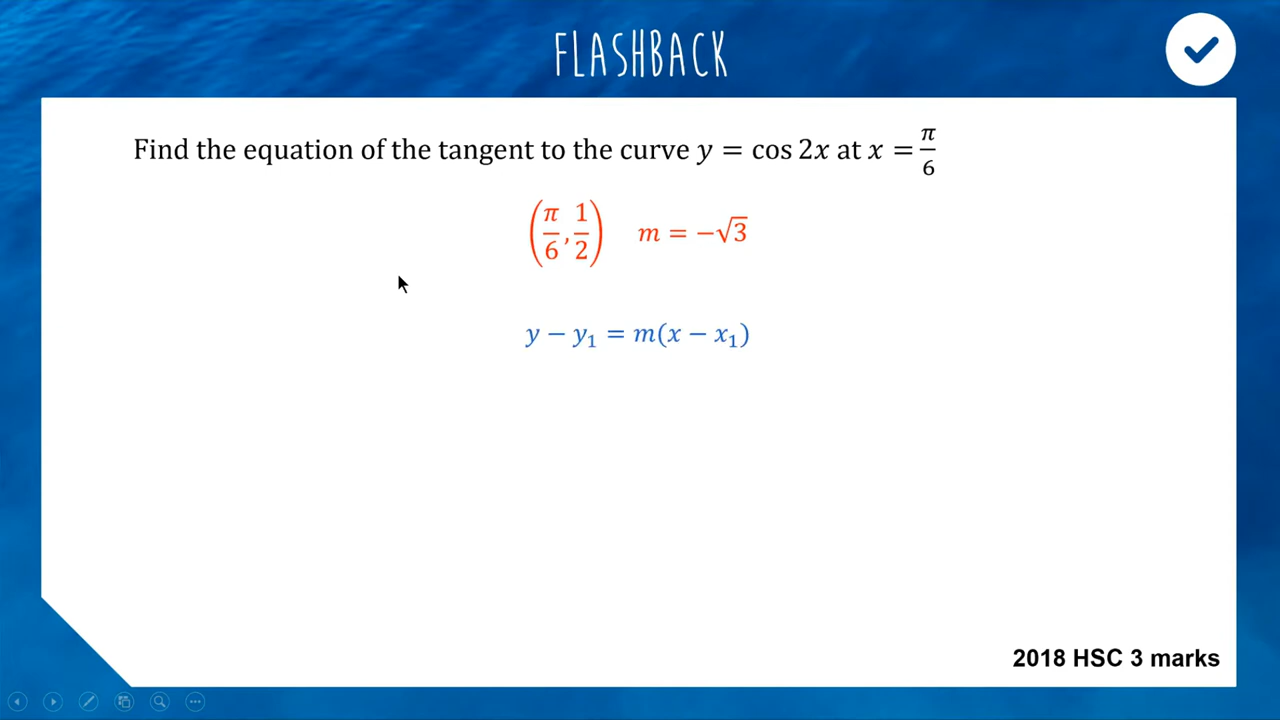 FLASHBACK
Find the equation of the tangent to the curve y = cos 2x at x = π/6
(π/6, 1/2) m = −√3
y − y₁ = m(x − x₁)
2018 HSC 3 marks